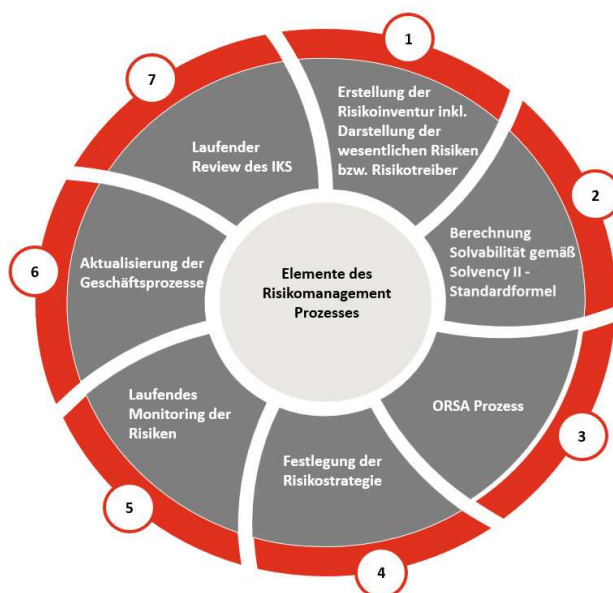 1
Erstellung der
Risikoinventur inkl.
Darstellung der
wesentlichen Risiken
bzw. Risikotreiber
2
Berechnung
Solvabilität gemäß
Solvency II -
Standardformel
3
ORSA Prozess
4
Festlegung der
Risikostrategie
5
Laufendes
Monitoring der
Risiken
6
Aktualisierung der
Geschäftsprozesse
7
Laufender
Review des IKS
Elemente des
Risikomanagement
Prozesses